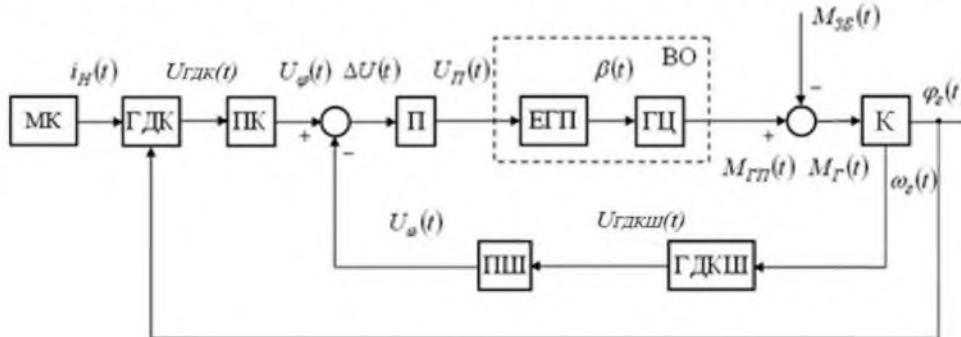 M_ЗБ(t)
ВО
i_H(t) U_ГДК(t) U_φ(t) ΔU(t) U_П(t) β(t) φ_г(t)
МК ГДК ПК П ЕГП ГЦ К
+ − + −
M_ГП(t) M_Г(t) ω_г(t)
U_ω(t) U_ГДКШ(t)
ПШ ГДКШ